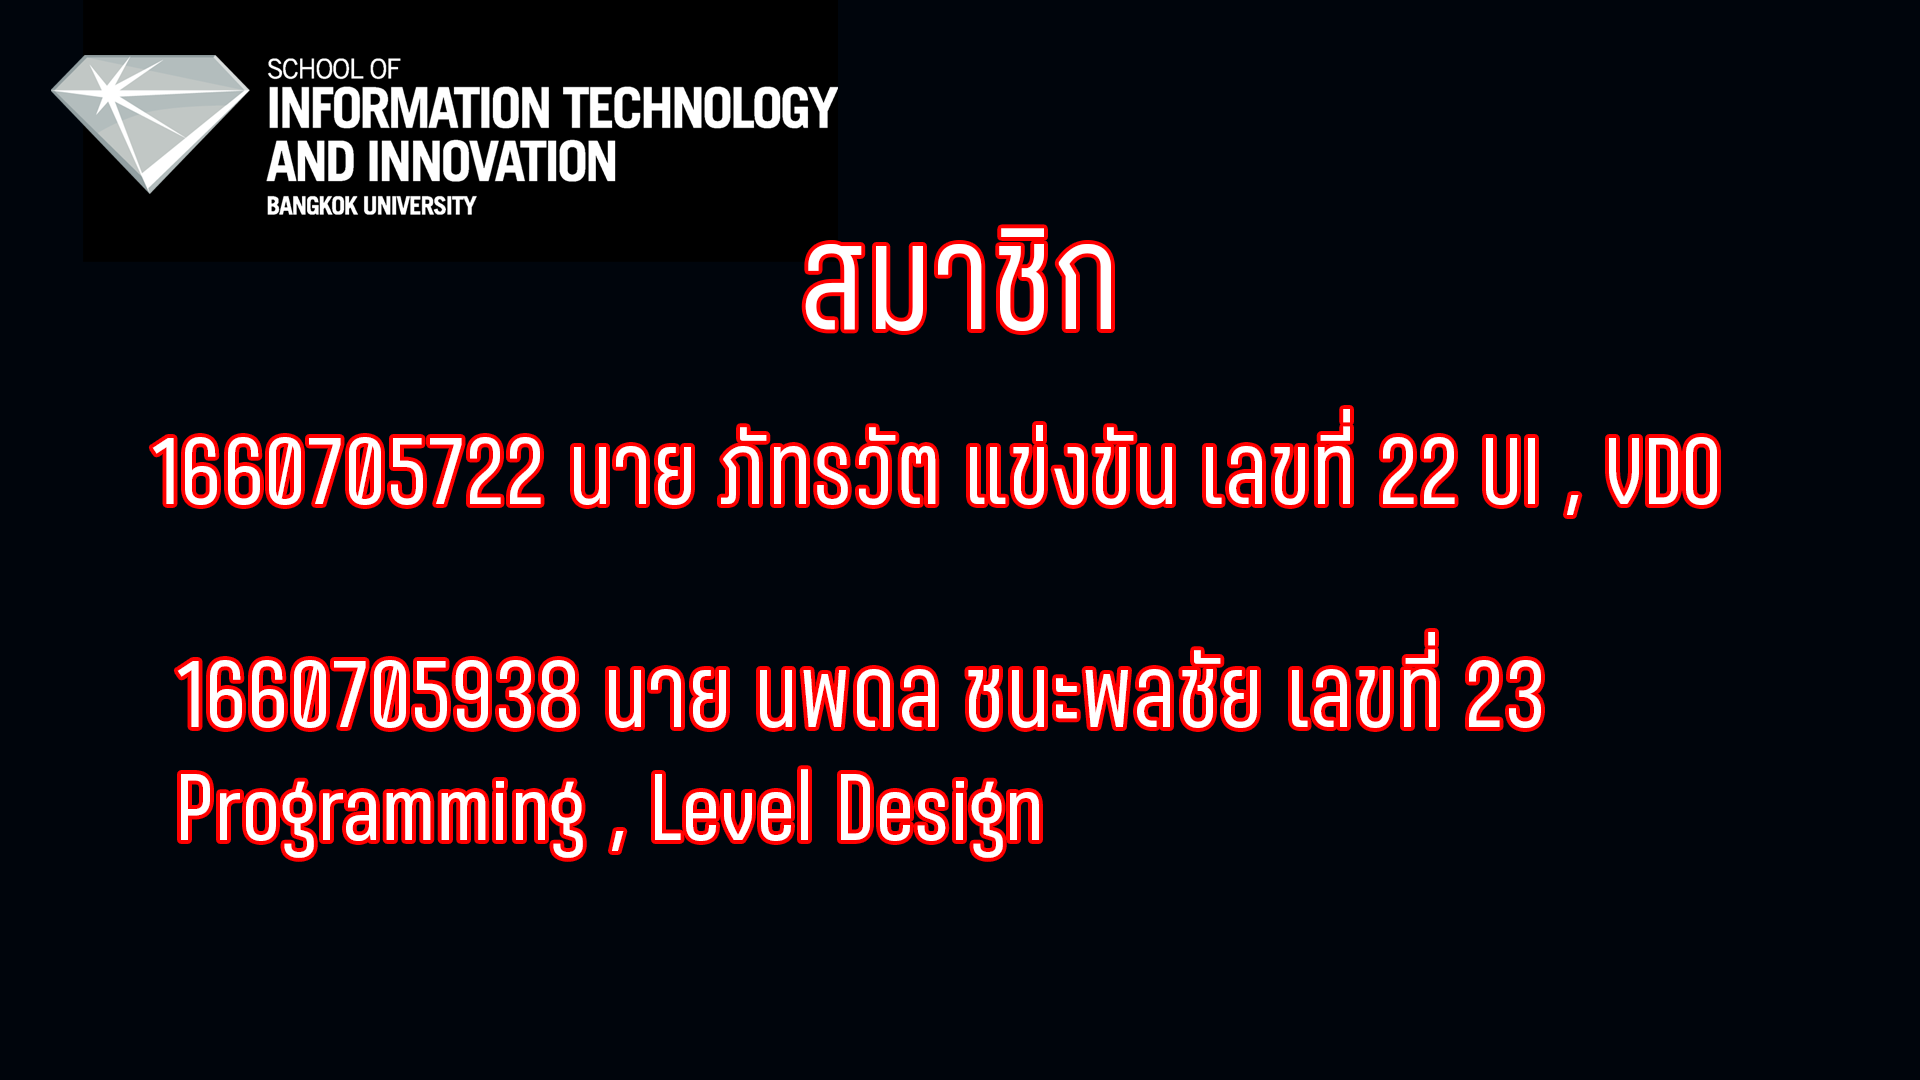 SCHOOL OF
INFORMATION TECHNOLOGY
AND INNOVATION
BANGKOK UNIVERSITY
สมาชิก
1660705722 นาย ภัทรวัต แข่งขัน เลขที่ 22 UI , VDO
1660705938 นาย นพดล ชนะพลชัย เลขที่ 23
Programming , Level Design